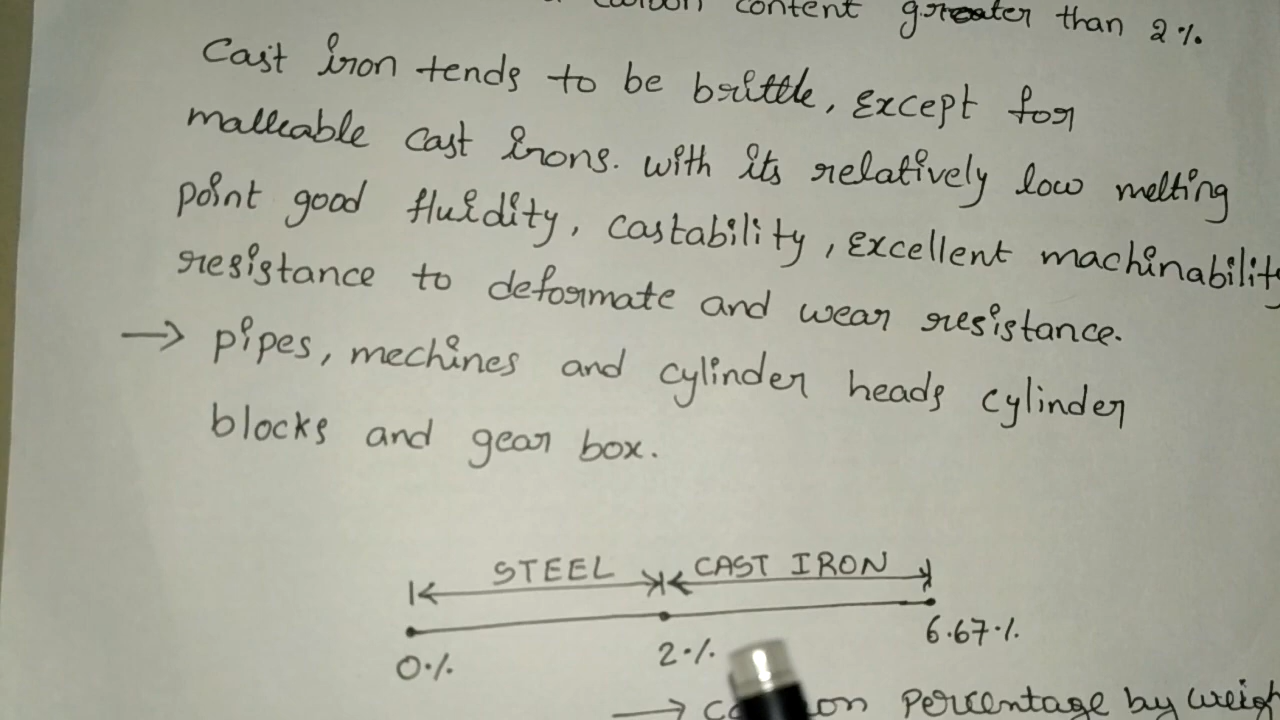 content greater than 2%
Cast iron tends to be brittle, except for
malleable cast irons. with its relatively low melting
point good fluidity, castability, excellent machinability
resistance to deformate and wear resistance.
→ pipes, mechines and cylinder heads cylinder
blocks and gear box.
STEEL CAST IRON
0% 2% 6.67%
→ percentage by weigh